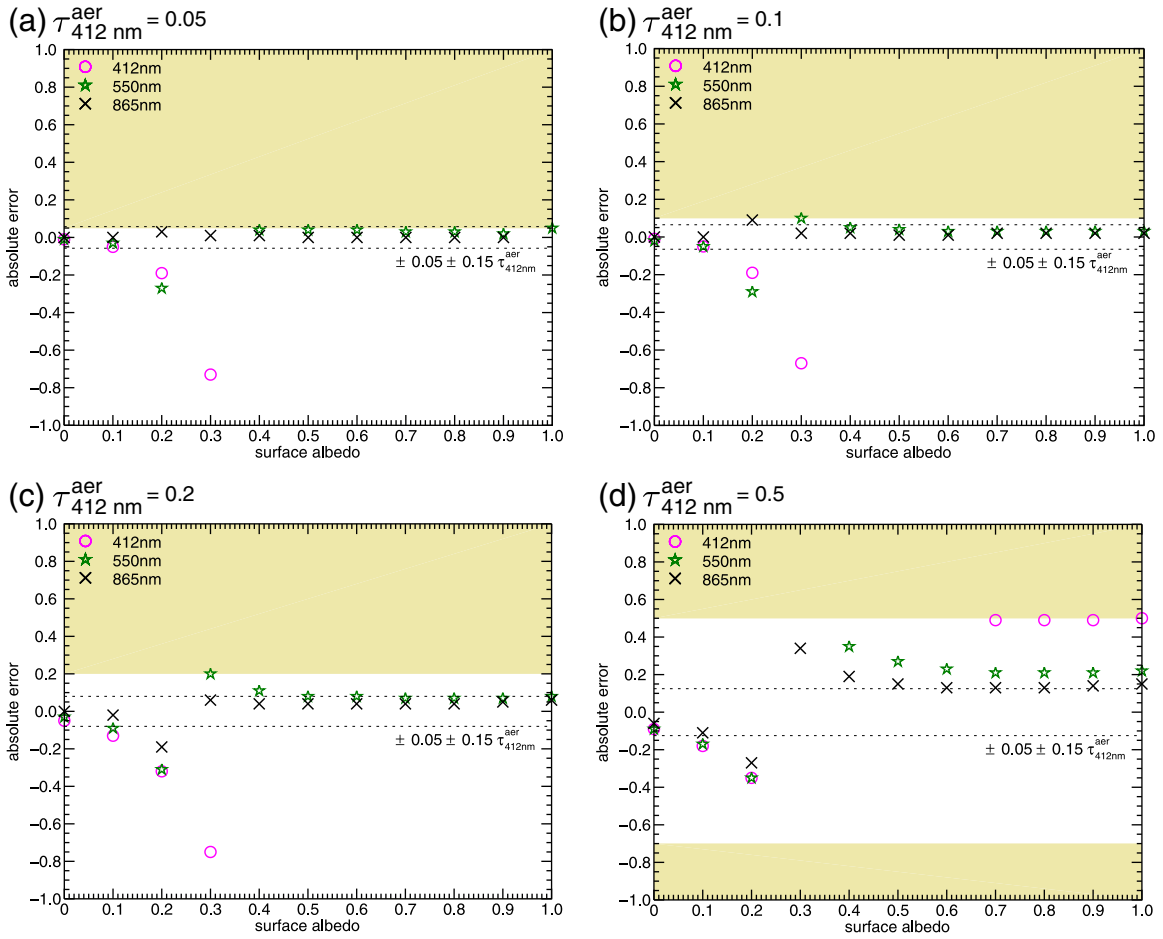 (a) τ aer 412 nm = 0.05
1.0
0.8
0.6
0.4
0.2
0.0
−0.2
−0.4
−0.6
−0.8
−1.0
absolute error
412nm
550nm
865nm
± 0.05 ± 0.15 τ aer 412nm
0 0.1 0.2 0.3 0.4 0.5 0.6 0.7 0.8 0.9 1.0
surface albedo
(b) τ aer 412 nm = 0.1
1.0
0.8
0.6
0.4
0.2
0.0
−0.2
−0.4
−0.6
−0.8
−1.0
absolute error
412nm
550nm
865nm
± 0.05 ± 0.15 τ aer 412nm
0 0.1 0.2 0.3 0.4 0.5 0.6 0.7 0.8 0.9 1.0
surface albedo
(c) τ aer 412 nm = 0.2
1.0
0.8
0.6
0.4
0.2
0.0
−0.2
−0.4
−0.6
−0.8
−1.0
absolute error
412nm
550nm
865nm
± 0.05 ± 0.15 τ aer 412nm
0 0.1 0.2 0.3 0.4 0.5 0.6 0.7 0.8 0.9 1.0
surface albedo
(d) τ aer 412 nm = 0.5
1.0
0.8
0.6
0.4
0.2
0.0
−0.2
−0.4
−0.6
−0.8
−1.0
absolute error
412nm
550nm
865nm
± 0.05 ± 0.15 τ aer 412nm
0 0.1 0.2 0.3 0.4 0.5 0.6 0.7 0.8 0.9 1.0
surface albedo